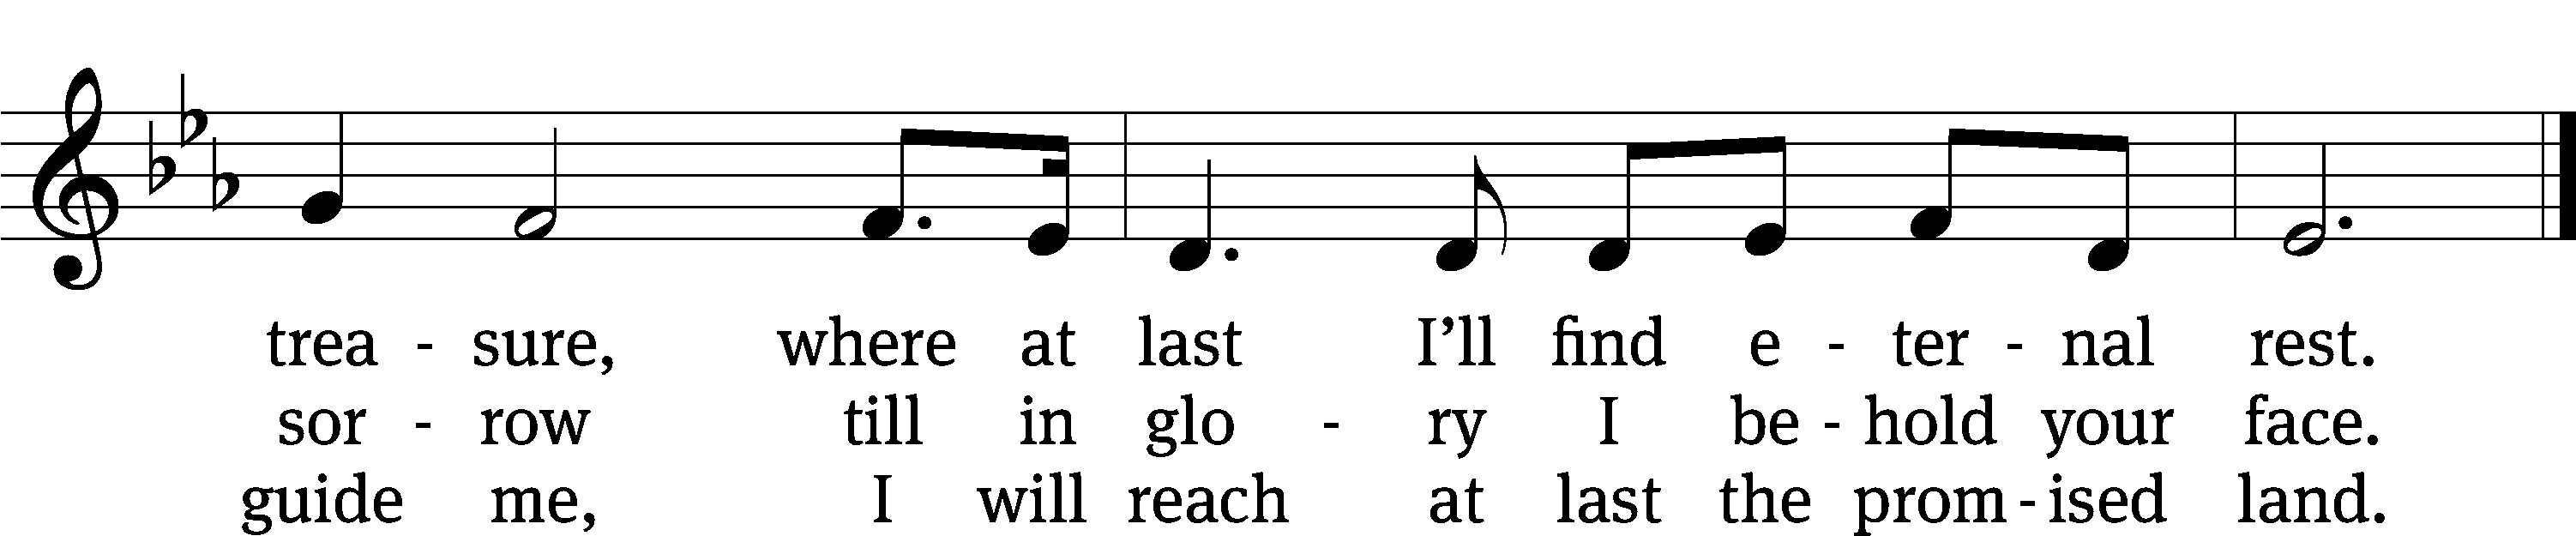 trea - sure, where at last I’ll find e - ter - nal rest.
sor - row till in glo - ry I be - hold your face.
guide me, I will reach at last the prom - ised land.